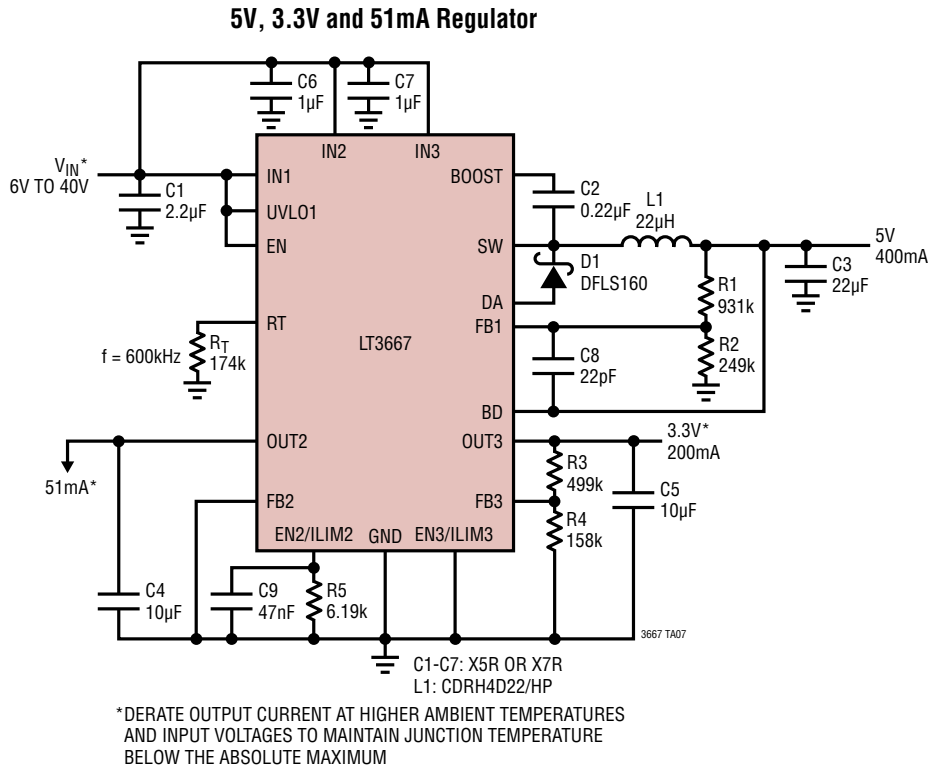 5V, 3.3V and 51mA Regulator
C6
1µF
C7
1µF
IN2
IN3
VIN*
6V TO 40V
C1
2.2µF
IN1
UVLO1
EN
BOOST
C2
0.22µF
L1
22µH
SW
5V
400mA
D1
DFLS160
C3
22µF
DA
R1
931k
RT
FB1
f = 600kHz
RT
174k
LT3667
C8
22pF
R2
249k
BD
OUT2
OUT3
3.3V*
200mA
51mA*
R3
499k
C5
10µF
FB2
FB3
R4
158k
EN2/ILIM2
GND
EN3/ILIM3
C4
10µF
C9
47nF
R5
6.19k
3667 TA07
C1-C7: X5R OR X7R
L1: CDRH4D22/HP
*DERATE OUTPUT CURRENT AT HIGHER AMBIENT TEMPERATURES
AND INPUT VOLTAGES TO MAINTAIN JUNCTION TEMPERATURE
BELOW THE ABSOLUTE MAXIMUM